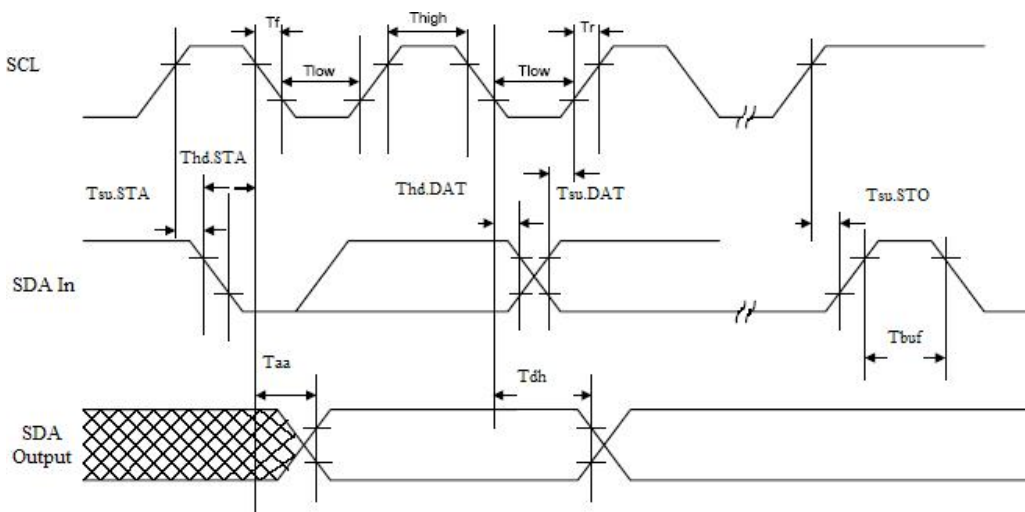 Tf
Thigh
Tr
SCL
Tlow
Tlow
Thd.STA
Tsu.STA
Thd.DAT
Tsu.DAT
Tsu.STO
SDA In
Tbuf
Taa
Tdh
SDA
Output